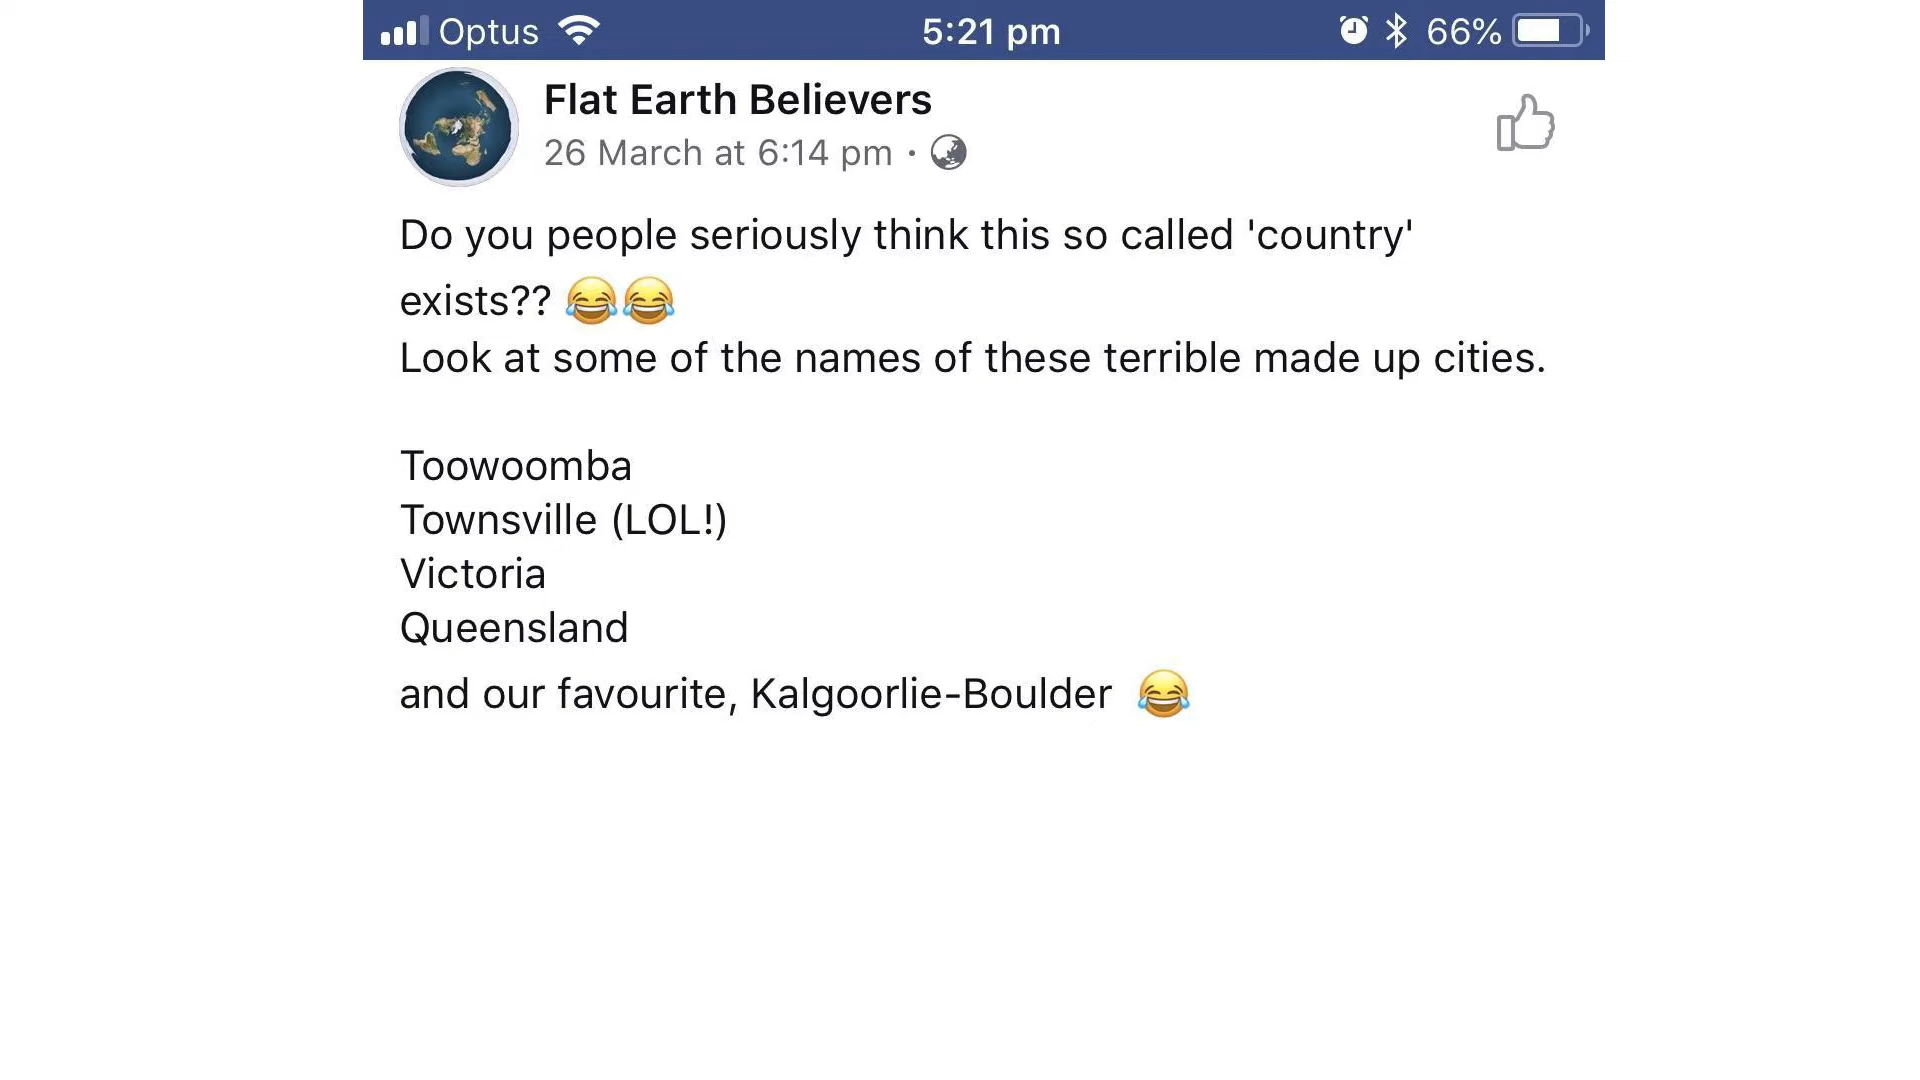 Optus 5:21 pm 66%
Flat Earth Believers
26 March at 6:14 pm ·
Do you people seriously think this so called 'country'
exists?? 😂😂
Look at some of the names of these terrible made up cities.
Toowoomba
Townsville (LOL!)
Victoria
Queensland
and our favourite, Kalgoorlie-Boulder 😂